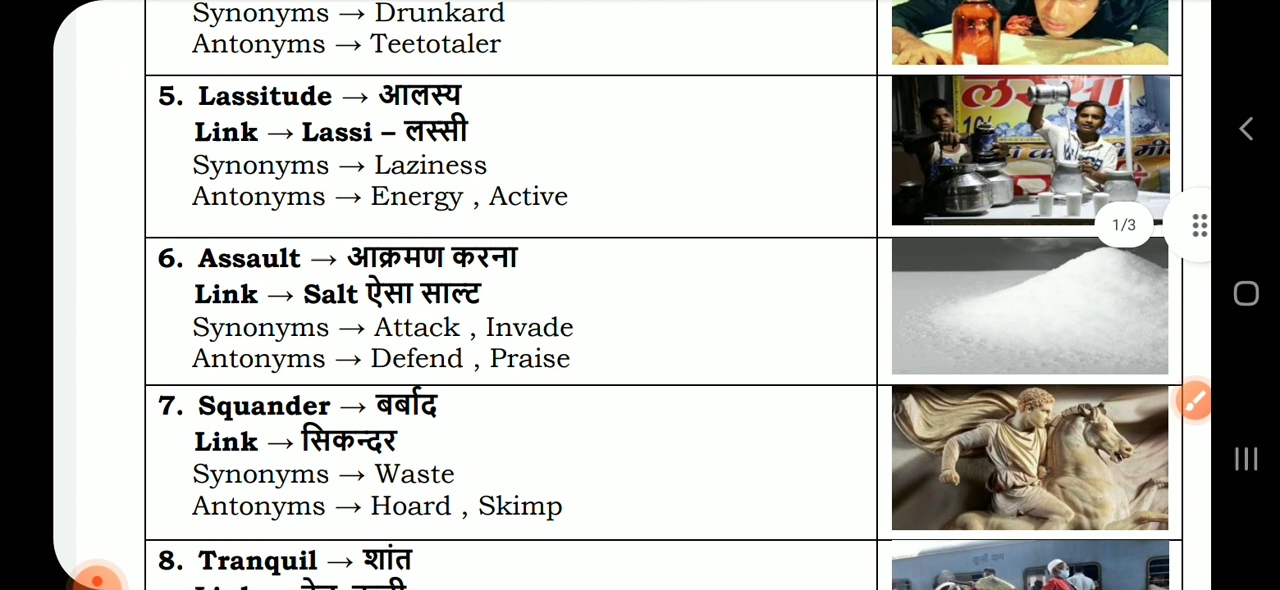 Synonyms → Drunkard
Antonyms → Teetotaler
5. Lassitude → आलस्य
Link → Lassi – लस्सी
Synonyms → Laziness
Antonyms → Energy , Active
1/3
6. Assault → आक्रमण करना
Link → Salt ऐसा साल्ट
Synonyms → Attack , Invade
Antonyms → Defend , Praise
7. Squander → बर्बाद
Link → सिकन्दर
Synonyms → Waste
Antonyms → Hoard , Skimp
8. Tranquil → शांत